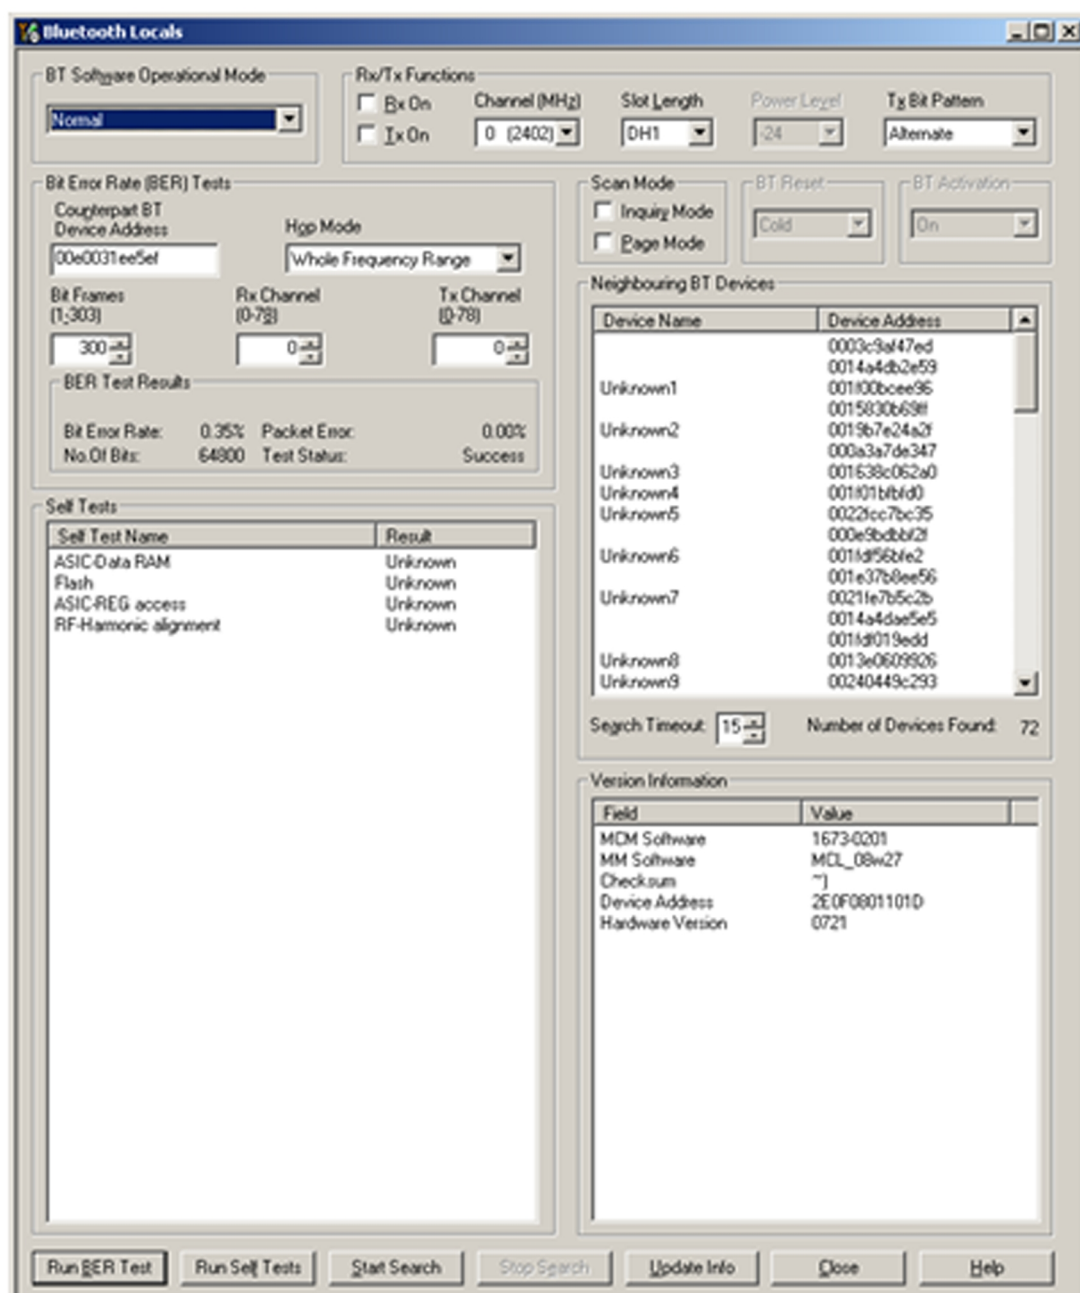 Bluetooth Locals
BT Software Operational Mode
Normal
Rx/Tx Functions
Rx On
Tx On
Channel (MHz)
0 (2402)
Slot Length
DH1
Power Level
-24
Tx Bit Pattern
Alternate
Bit Error Rate (BER) Tests
Counterpart BT
Device Address
00e0031ee5ef
Hop Mode
Whole Frequency Range
Bit Frames
(1-303)
300
Rx Channel
(0-78)
0
Tx Channel
(0-78)
0
BER Test Results
Bit Error Rate: 0.35% Packet Error: 0.00%
No.Of Bits: 64800 Test Status: Success
Scan Mode
Inquiry Mode
Page Mode
BT Reset
Cold
BT Activation
On
Neighbouring BT Devices
Device Name Device Address
0003c9af47ed
0014a4db2e59
Unknown1 001f00bcee96
0015830b69ff
Unknown2 0019b7e24a2f
000a3a7de347
Unknown3 001638c062a0
Unknown4 001f01bfbfd0
Unknown5 0022fcc7bc35
000e9bdbbf2f
Unknown6 001fdf56bfe2
001e37b8ee56
Unknown7 0021fe7b5c2b
0014a4dae5e5
001fdf019edd
Unknown8 0013e0609926
Unknown9 00240449c293
Search Timeout: 15 Number of Devices Found: 72
Self Tests
Self Test Name Result
ASIC-Data RAM Unknown
Flash Unknown
ASIC-REG access Unknown
RF-Harmonic alignment Unknown
Version Information
Field Value
MCM Software 1673-0201
MM Software MCL_08w27
Checksum ~}
Device Address 2E0F0801101D
Hardware Version 0721
Run BER Test
Run Self Tests
Start Search
Stop Search
Update Info
Close
Help